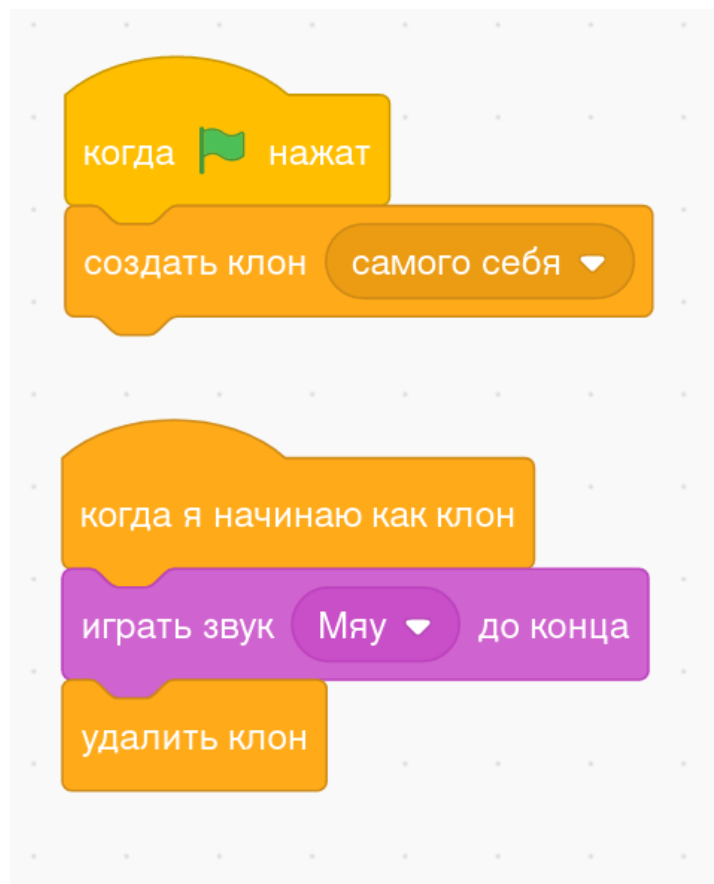 когда нажат
создать клон самого себя
когда я начинаю как клон
играть звук Мяу до конца
удалить клон